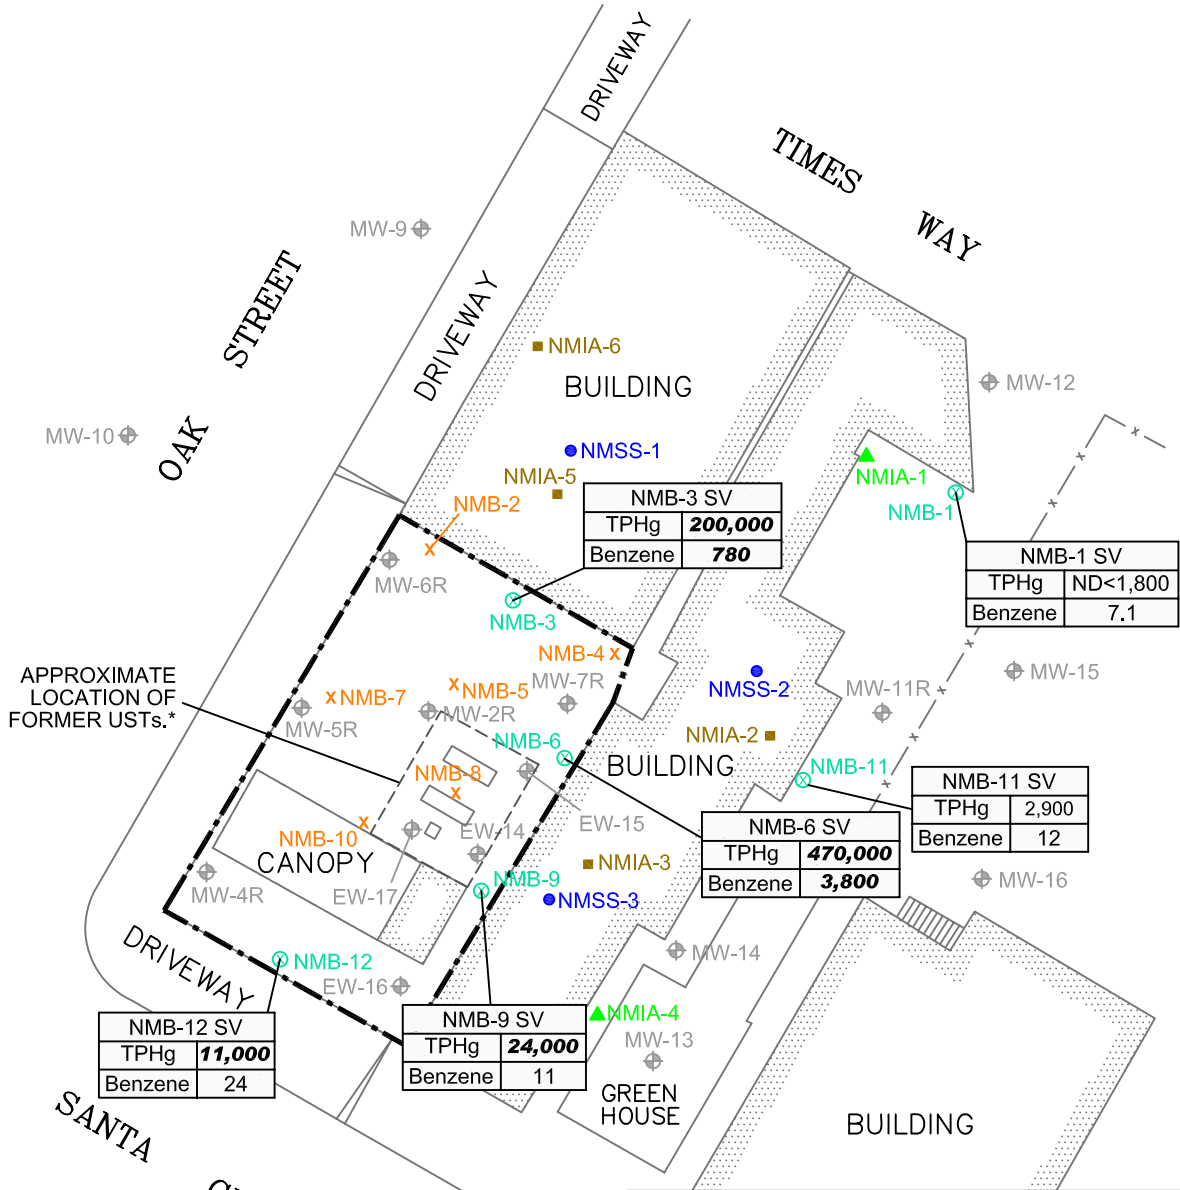 DRIVEWAY
TIMES
WAY
MW-9
STREET
DRIVEWAY
NMIA-6
BUILDING
MW-12
OAK
MW-10
NMSS-1
NMIA-1
NMIA-5
NMB-2
NMB-1
NMB-3 SV
TPHg 200,000
Benzene 780
NMB-1 SV
TPHg ND<1,800
Benzene 7.1
MW-6R
NMB-3
NMB-4
APPROXIMATE
LOCATION OF
FORMER USTs.*
NMB-7
NMB-5
MW-7R
NMSS-2
MW-11R
MW-15
MW-5R
MW-2R
NMIA-2
NMB-6
BUILDING
NMB-11
NMB-8
NMB-11 SV
TPHg 2,900
Benzene 12
NMB-10
EW-14
EW-15
NMB-6 SV
TPHg 470,000
Benzene 3,800
CANOPY
NMIA-3
MW-4R
EW-17
NMB-9
NMSS-3
MW-16
DRIVEWAY
NMB-12
MW-14
EW-16
NMB-12 SV
TPHg 11,000
Benzene 24
NMB-9 SV
TPHg 24,000
Benzene 11
NMIA-4
MW-13
GREEN
HOUSE
BUILDING
SANTA